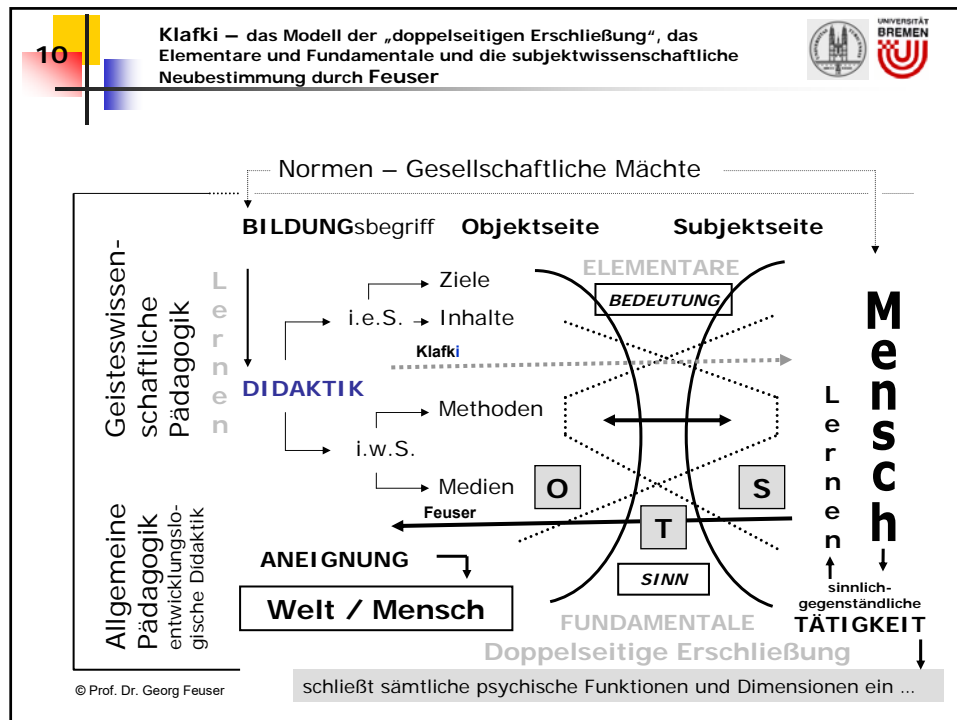 10
Klafki – das Modell der „doppelseitigen Erschließung“, das
Elementare und Fundamentale und die subjektwissenschaftliche
Neubestimmung durch Feuser
UNIVERSITÄT
BREMEN
Normen – Gesellschaftliche Mächte
BILDUNGsbegriff
Objektseite
Subjektseite
Geisteswissen-
schaftliche
Pädagogik
Lernen
ELEMENTARE
BEDEUTUNG
Ziele
i.e.S.
Inhalte
Klafki
DIDAKTIK
Methoden
i.w.S.
Medien
O
S
T
Feuser
Lernen
Mensch
Allgemeine
Pädagogik
entwicklungslo-
gische Didaktik
ANEIGNUNG
Welt / Mensch
SINN
sinnlich-
gegenständliche
TÄTIGKEIT
FUNDAMENTALE
Doppelseitige Erschließung
© Prof. Dr. Georg Feuser
schließt sämtliche psychische Funktionen und Dimensionen ein ...